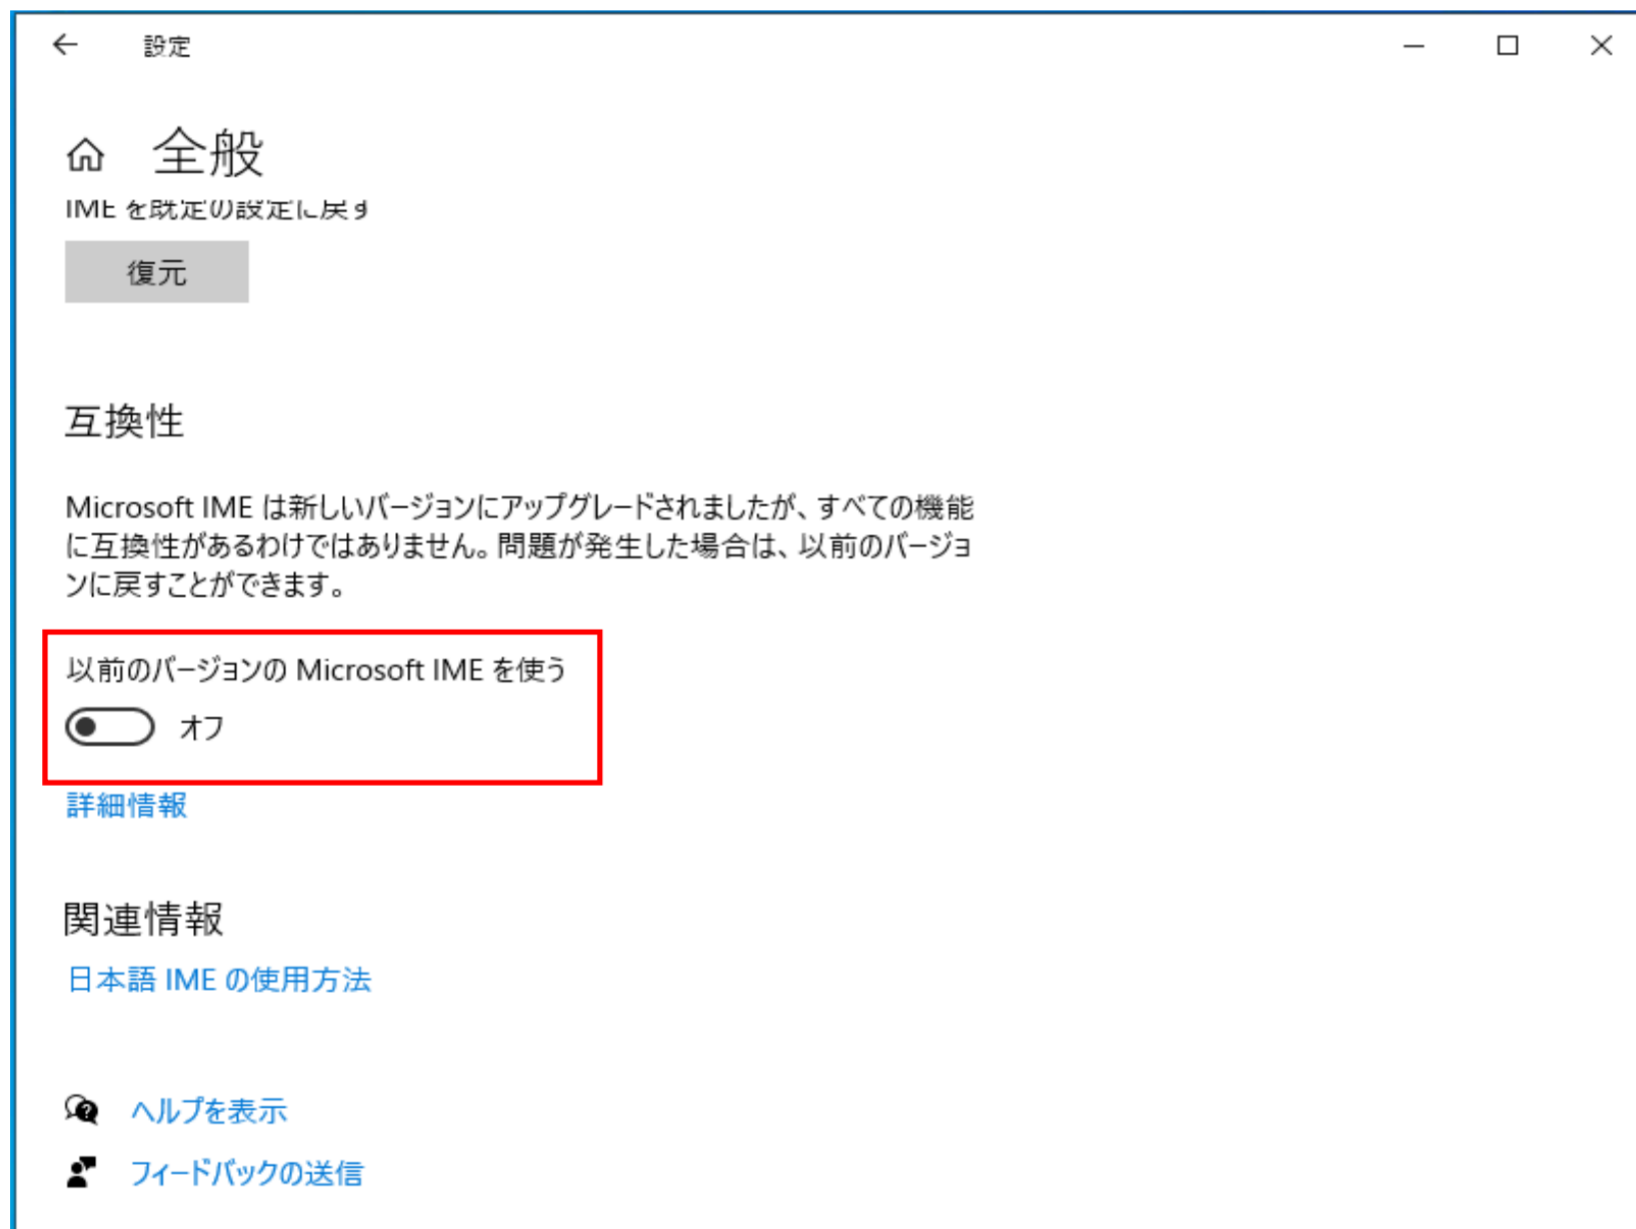 設定
全般
IME を既定の設定に戻す
復元
互換性
Microsoft IME は新しいバージョンにアップグレードされましたが、すべての機能
に互換性があるわけではありません。問題が発生した場合は、以前のバージョ
ンに戻すことができます。
以前のバージョンの Microsoft IME を使う
オフ
詳細情報
関連情報
日本語 IME の使用方法
ヘルプを表示
フィードバックの送信